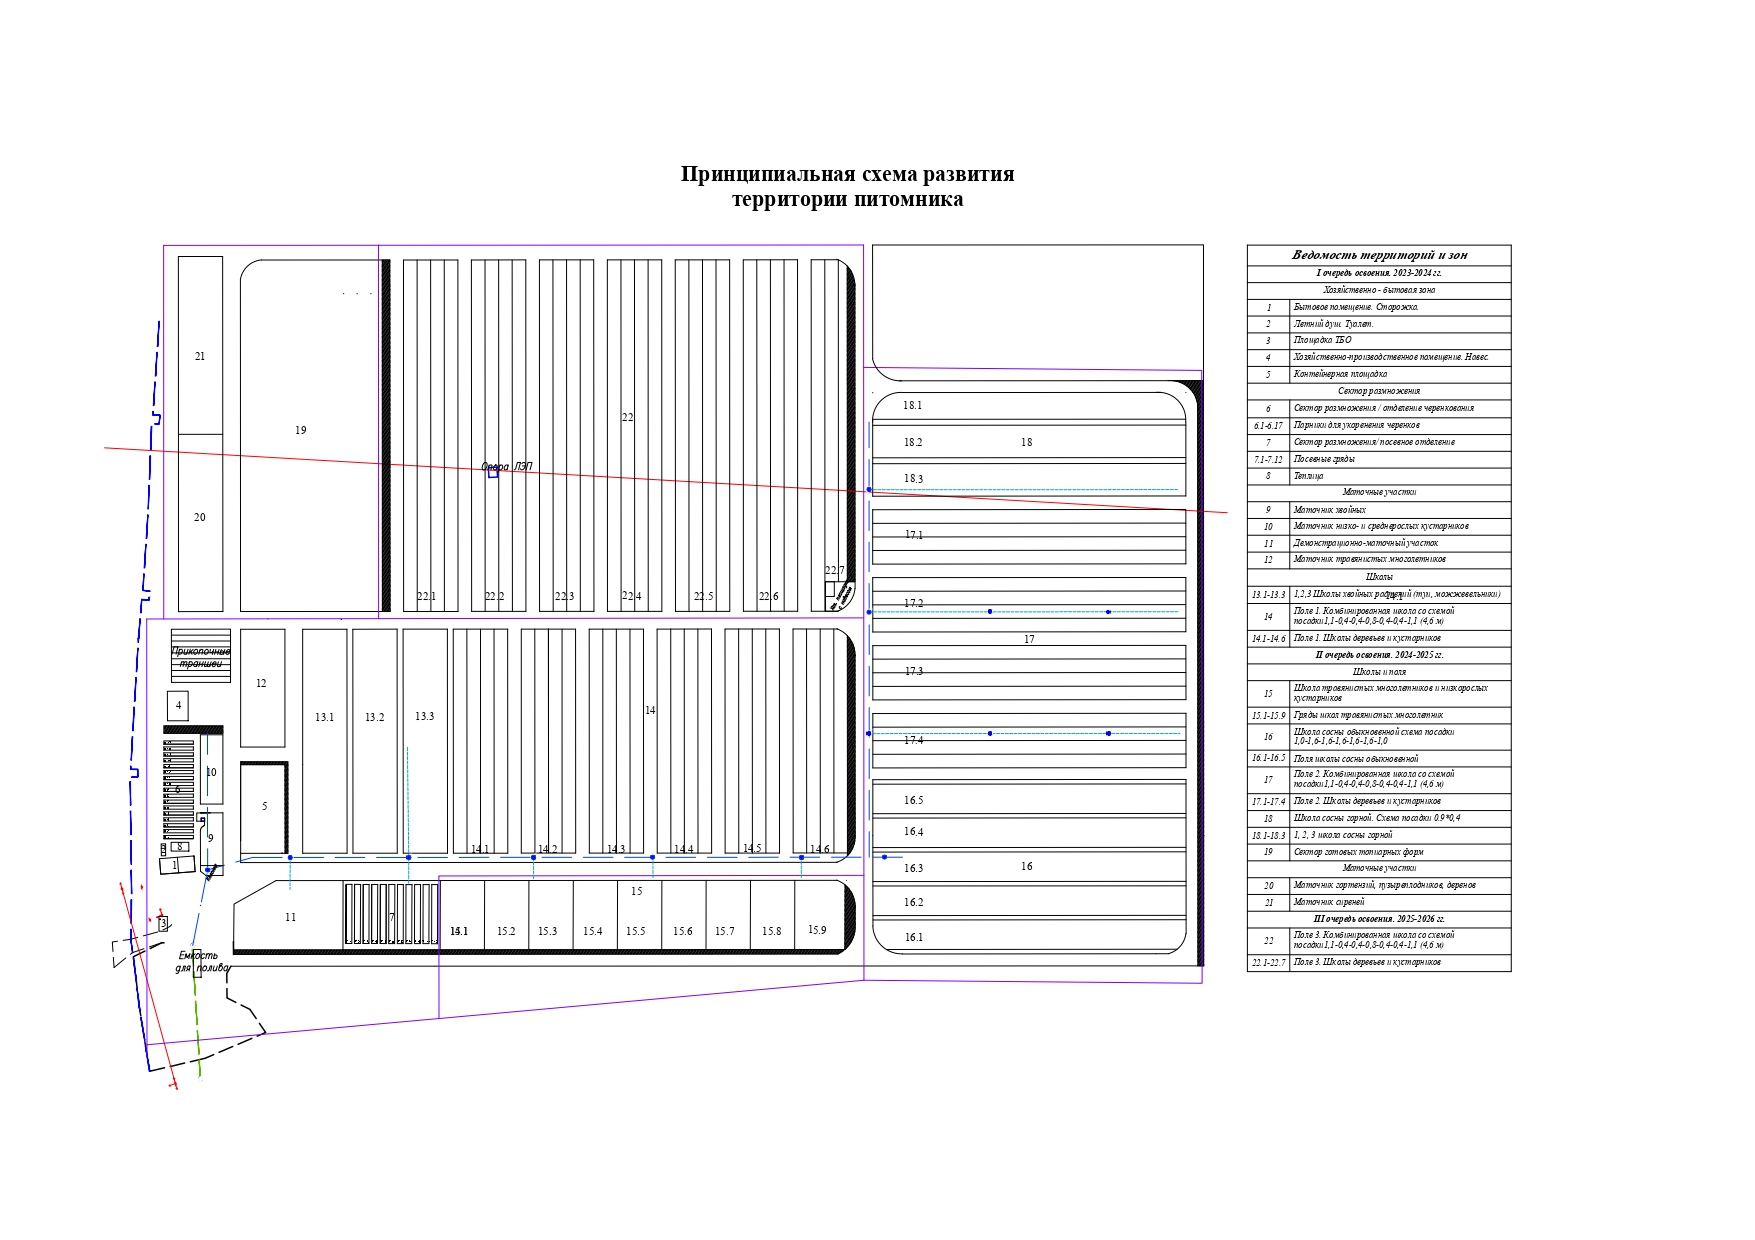 Принципиальная схема развития
территории питомника
21
20
19
22
Опора ЛЭП
22.1
22.2
22.3
22.4
22.5
22.6
22.7
18.1
18.2
18
18.3
17.1
17.2
17
17.3
17.4
16.5
16.4
16.3
16
16.2
16.1
Прикопочные
траншеи
4
12
13.1
13.2
13.3
14
10
6
5
9
8
1
14.1
14.2
14.3
14.4
14.5
14.6
11
7
15
15.1
15.2
15.3
15.4
15.5
15.6
15.7
15.8
15.9
3
Емкость
для полива
Ведомость территорий и зон
I очередь освоения. 2023-2024 гг.
Хозяйственно - бытовая зона
1 Бытовое помещение. Сторожка.
2 Летний душ. Туалет.
3 Площадка ТБО
4 Хозяйственно-производственное помещение. Навес.
5 Контейнерная площадка
Сектор размножения
6 Сектор размножения / отделение черенкования
6.1-6.17 Парники для укоренения черенков
7 Сектор размножения/ посевное отделение
7.1-7.12 Посевные гряды
8 Теплица
Маточные участки
9 Маточник хвойных
10 Маточник низко- и среднерослых кустарников
11 Демонстрационно-маточный участок
12 Маточник травянистых многолетников
Школы
13.1-13.3 1,2,3 Школы хвойных растений (туи, можжевельники)
14.1
14 Поле 1. Комбинированная школа со схемой
посадки1,1-0,4-0,4-0,8-0,4-0,4-1,1 (4,6 м)
14.1-14.6 Поле 1. Школы деревьев и кустарников
II очередь освоения. 2024-2025 гг.
Школы и поля
15 Школа травянистых многолетников и низкорослых
кустарников
15.1-15.9 Гряды школ травянистых многолетник
16 Школа сосны обыкновенной схема посадки
1,0-1,6-1,6-1,6-1,6-1,6-1,0
16.1-16.5 Поля школы сосны обыкновенной
17 Поле 2. Комбинированная школа со схемой
посадки1,1-0,4-0,4-0,8-0,4-0,4-1,1 (4,6 м)
17.1-17.4 Поле 2. Школы деревьев и кустарников
18 Школа сосны горной. Схема посадки 0.9*0,4
18.1-18.3 1, 2, 3 школа сосны горной
19 Сектор готовых топиарных форм
Маточные участки
20 Маточник гортензий, пузыреплодников, деренов
21 Маточник сиреней
III очередь освоения. 2025-2026 гг.
22 Поле 3. Комбинированная школа со схемой
посадки1,1-0,4-0,4-0,8-0,4-0,4-1,1 (4,6 м)
22.1-22.7 Поле 3. Школы деревьев и кустарников